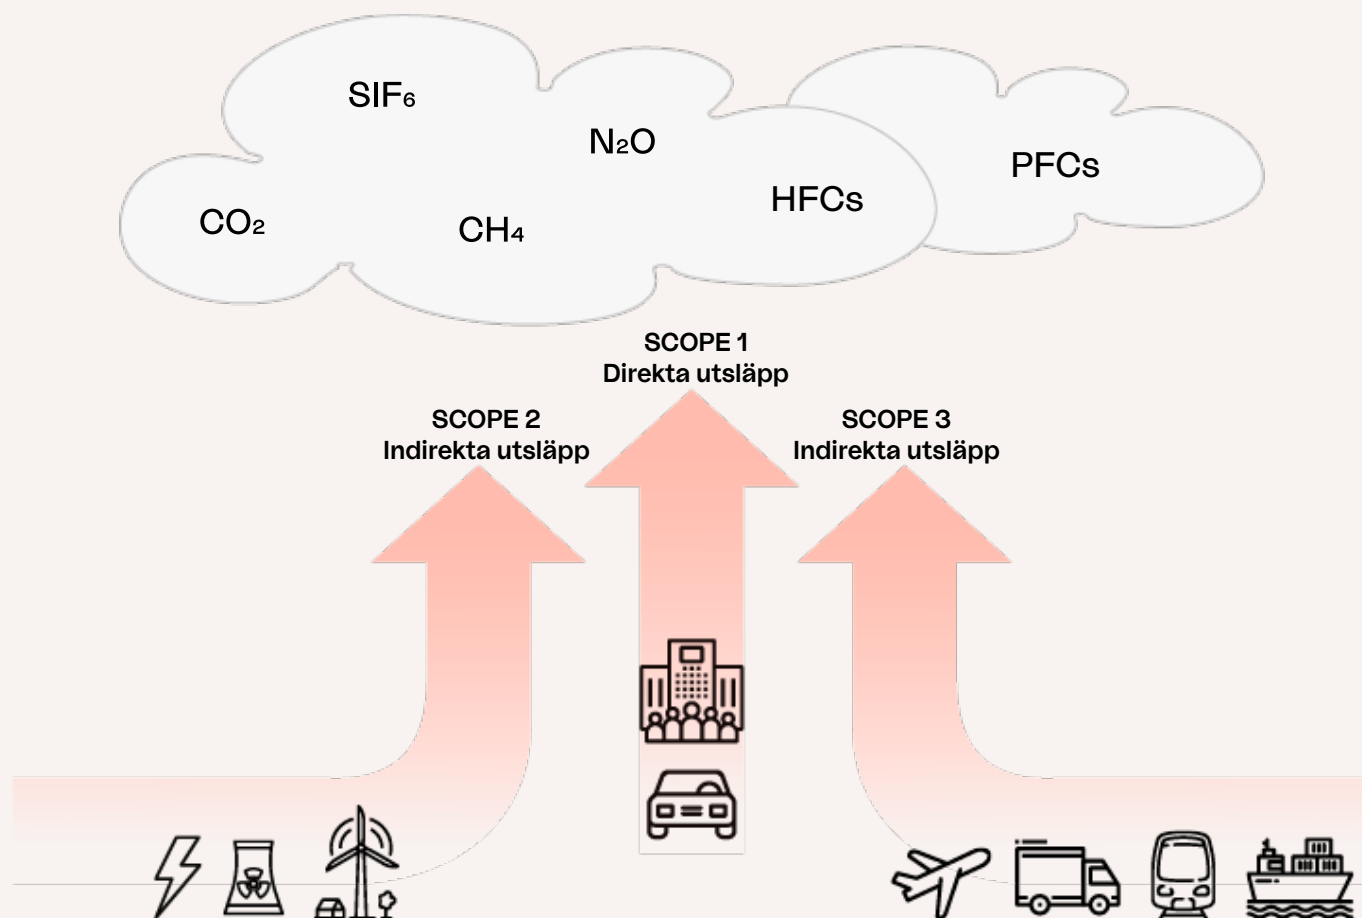 SIF₆
N₂O
PFCs
HFCs
CO₂
CH₄
SCOPE 1
Direkta utsläpp
SCOPE 2
Indirekta utsläpp
SCOPE 3
Indirekta utsläpp